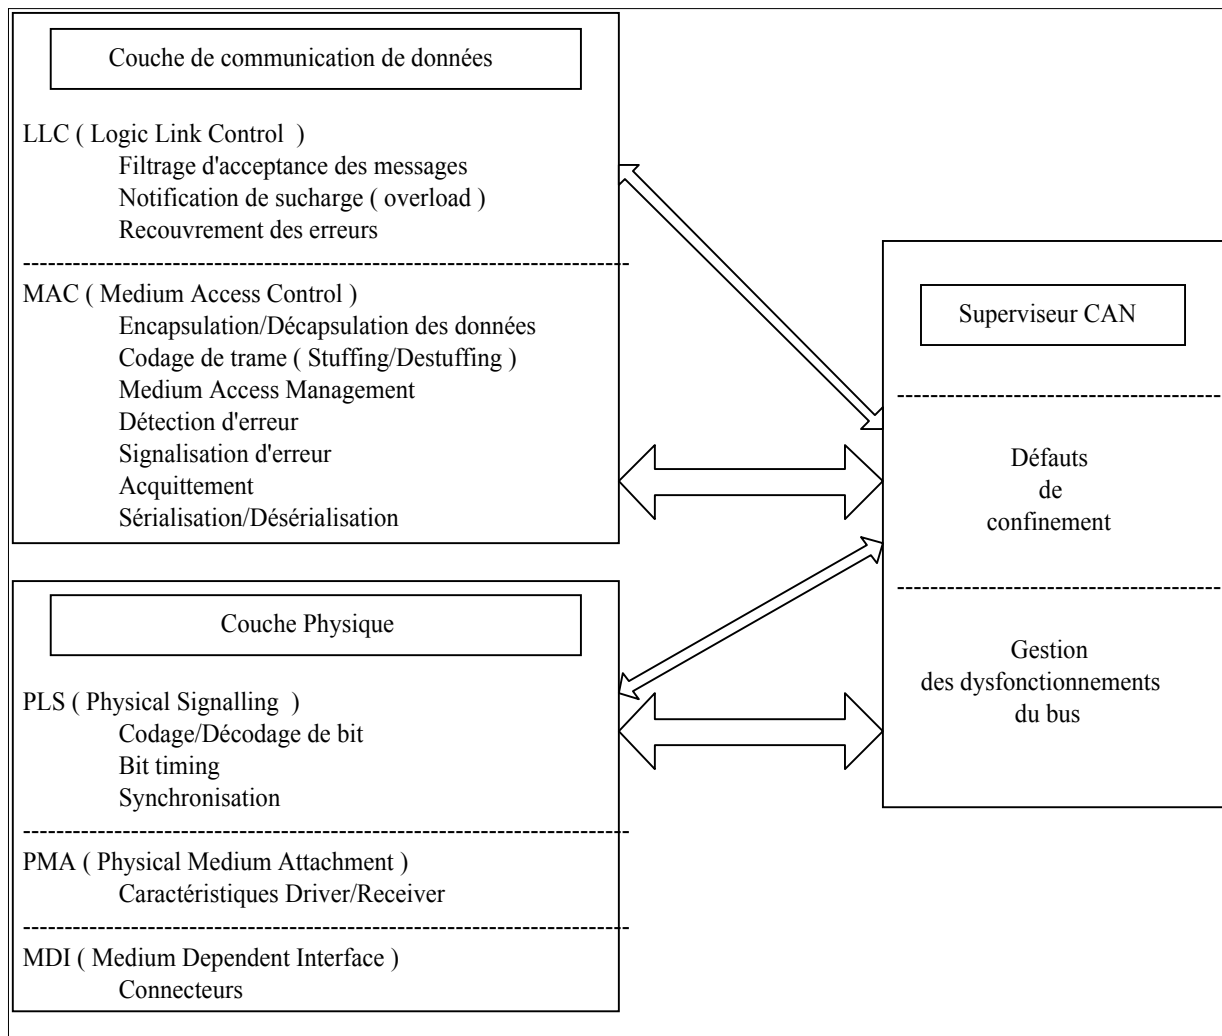 Couche de communication de données
LLC ( Logic Link Control  )
Filtrage d'acceptance des messages
Notification de sucharge ( overload )
Recouvrement des erreurs
MAC ( Medium Access Control )
Encapsulation/Décapsulation des données
Codage de trame ( Stuffing/Destuffing )
Medium Access Management
Détection d'erreur
Signalisation d'erreur
Acquittement
Sérialisation/Désérialisation
Couche Physique
PLS ( Physical Signalling  )
Codage/Décodage de bit
Bit timing
Synchronisation
PMA ( Physical Medium Attachment )
Caractéristiques Driver/Receiver
MDI ( Medium Dependent Interface )
Connecteurs
Superviseur CAN
Défauts
de
confinement
Gestion
des dysfonctionnements
du bus